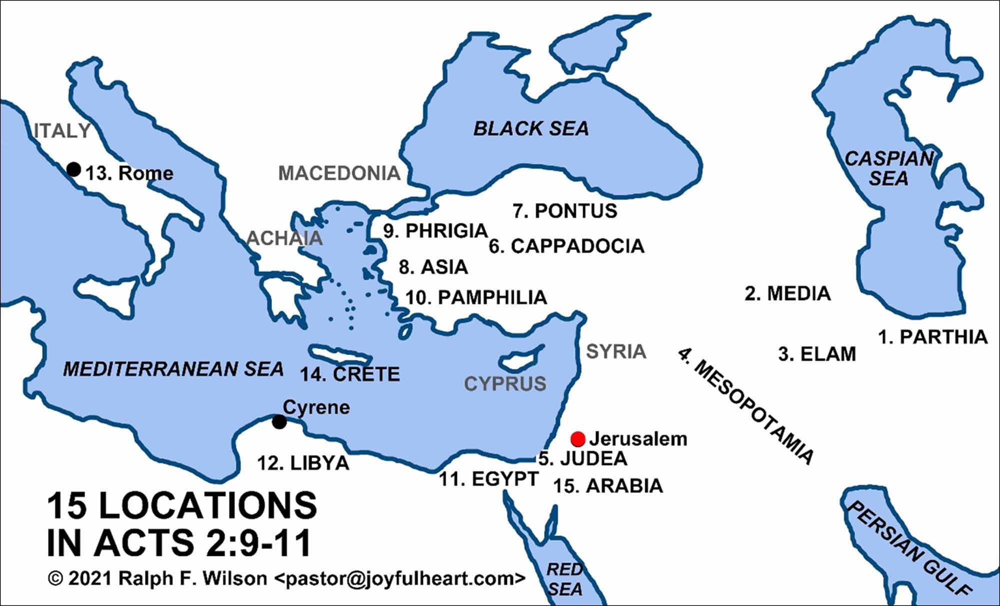 BLACK SEA
ITALY
CASPIAN
SEA
13. Rome
MACEDONIA
7. PONTUS
9. PHRIGIA
ACHAIA
6. CAPPADOCIA
8. ASIA
2. MEDIA
10. PAMPHILIA
1. PARTHIA
SYRIA
3. ELAM
4. MESOPOTAMIA
MEDITERRANEAN SEA
14. CRETE
CYPRUS
Cyrene
Jerusalem
5. JUDEA
12. LIBYA
11. EGYPT
15. ARABIA
15 LOCATIONS
IN ACTS 2:9-11
© 2021 Ralph F. Wilson <pastor@joyfulheart.com>
RED
SEA
PERSIAN GULF